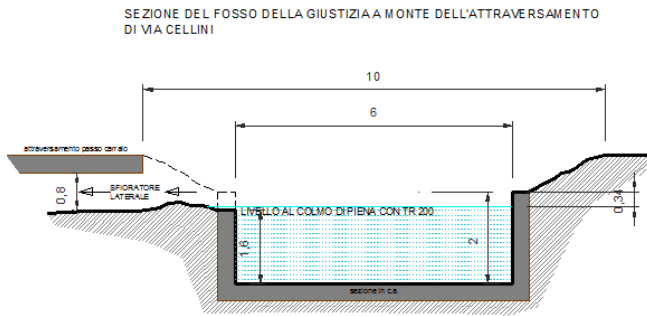 SEZIONE DEL FOSSO DELLA GIUSTIZIA A MONTE DELL'ATTRAVERSAMENTO
DI VIA CELLINI
10
6
attraversamento passo carraio
0,8
SFIORATORE
LATERALE
LIVELLO AL COLMO DI PIENA CON TR 200
0,34
1,6
2
sezione in c.a.